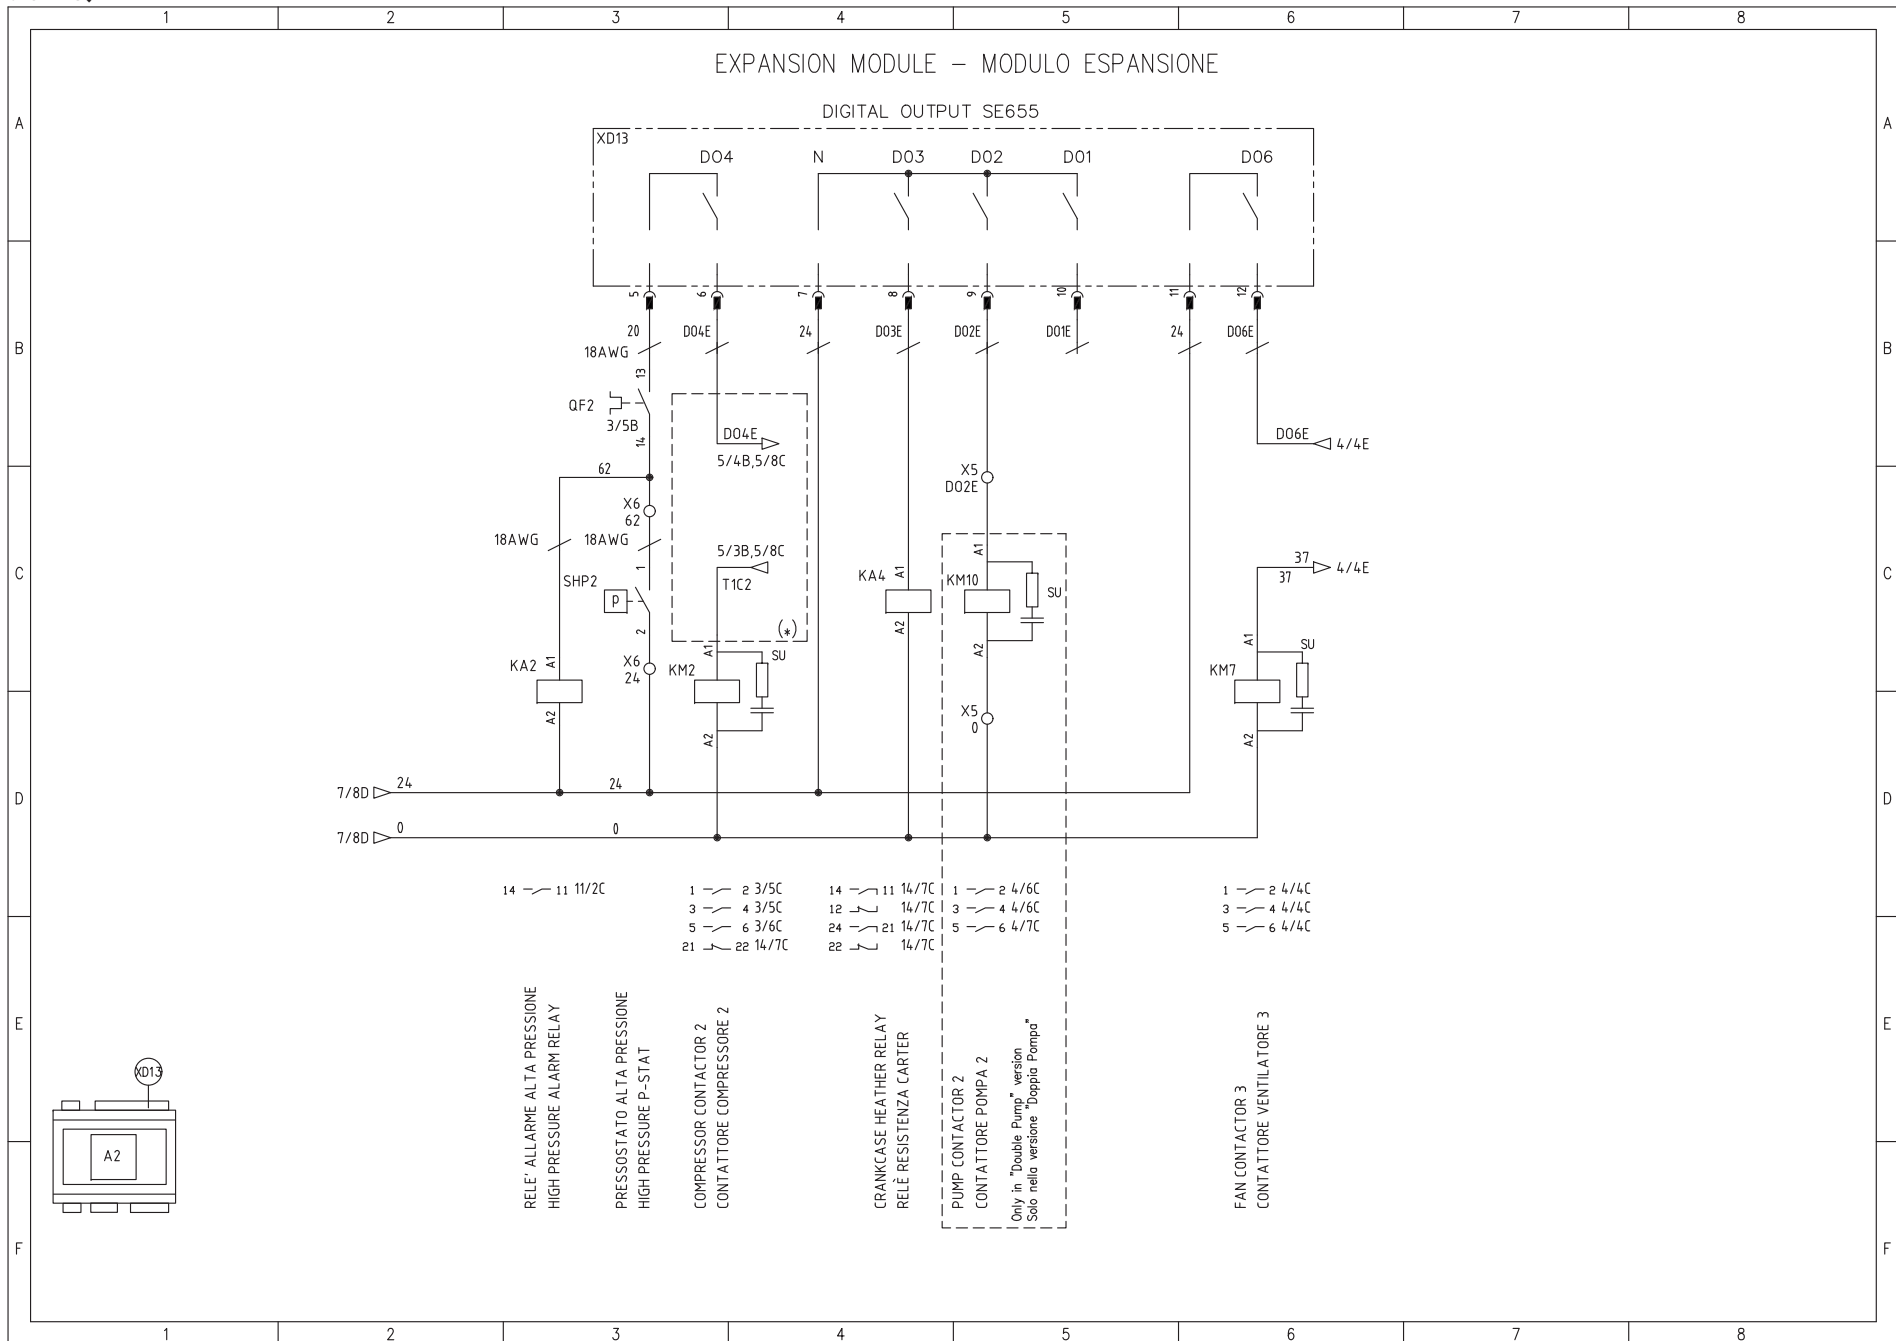 1 2 3 4 5 6 7 8
EXPANSION MODULE – MODULO ESPANSIONE
DIGITAL OUTPUT SE655
A A
XD13
DO4 N DO3 DO2 DO1 DO6
5 6 7 8 9 10 11 12
20 DO4E 24 DO3E DO2E DO1E 24 DO6E
B 18AWG B
13
QF2
3/5B
14
DO4E
5/4B,5/8C
DO6E 4/4E
62
X6
62
X5
DO2E
18AWG 18AWG
5/3B,5/8C
T1C2
37
37 4/4E
C C
1
SHP2
P
2
KA4 A1
A2
A1
KM10
SU
A2
(*)
X6
24
KA2 A1
A2
KM2 A1
SU
A2
X5
0
KM7 A1
SU
A2
7/8D 24 24
D D
7/8D 0 0
14 11 11/2C
1 2 3/5C
3 4 3/5C
5 6 3/6C
21 22 14/7C
14 11 14/7C
12 14/7C
24 21 14/7C
22 14/7C
1 2 4/6C
3 4 4/6C
5 6 4/7C
1 2 4/4C
3 4 4/4C
5 6 4/4C
E E
RELE' ALLARME ALTA PRESSIONE
HIGH PRESSURE ALARM RELAY
PRESSOSTATO ALTA PRESSIONE
HIGH PRESSURE P-STAT
COMPRESSOR CONTACTOR 2
CONTATTORE COMPRESSORE 2
CRANKCASE HEATHER RELAY
RELÈ RESISTENZA CARTER
PUMP CONTACTOR 2
CONTATTORE POMPA 2
Only in "Double Pump" version
Solo nella versione "Doppia Pompa"
FAN CONTACTOR 3
CONTATTORE VENTILATORE 3
XD13
A2
F F
1 2 3 4 5 6 7 8